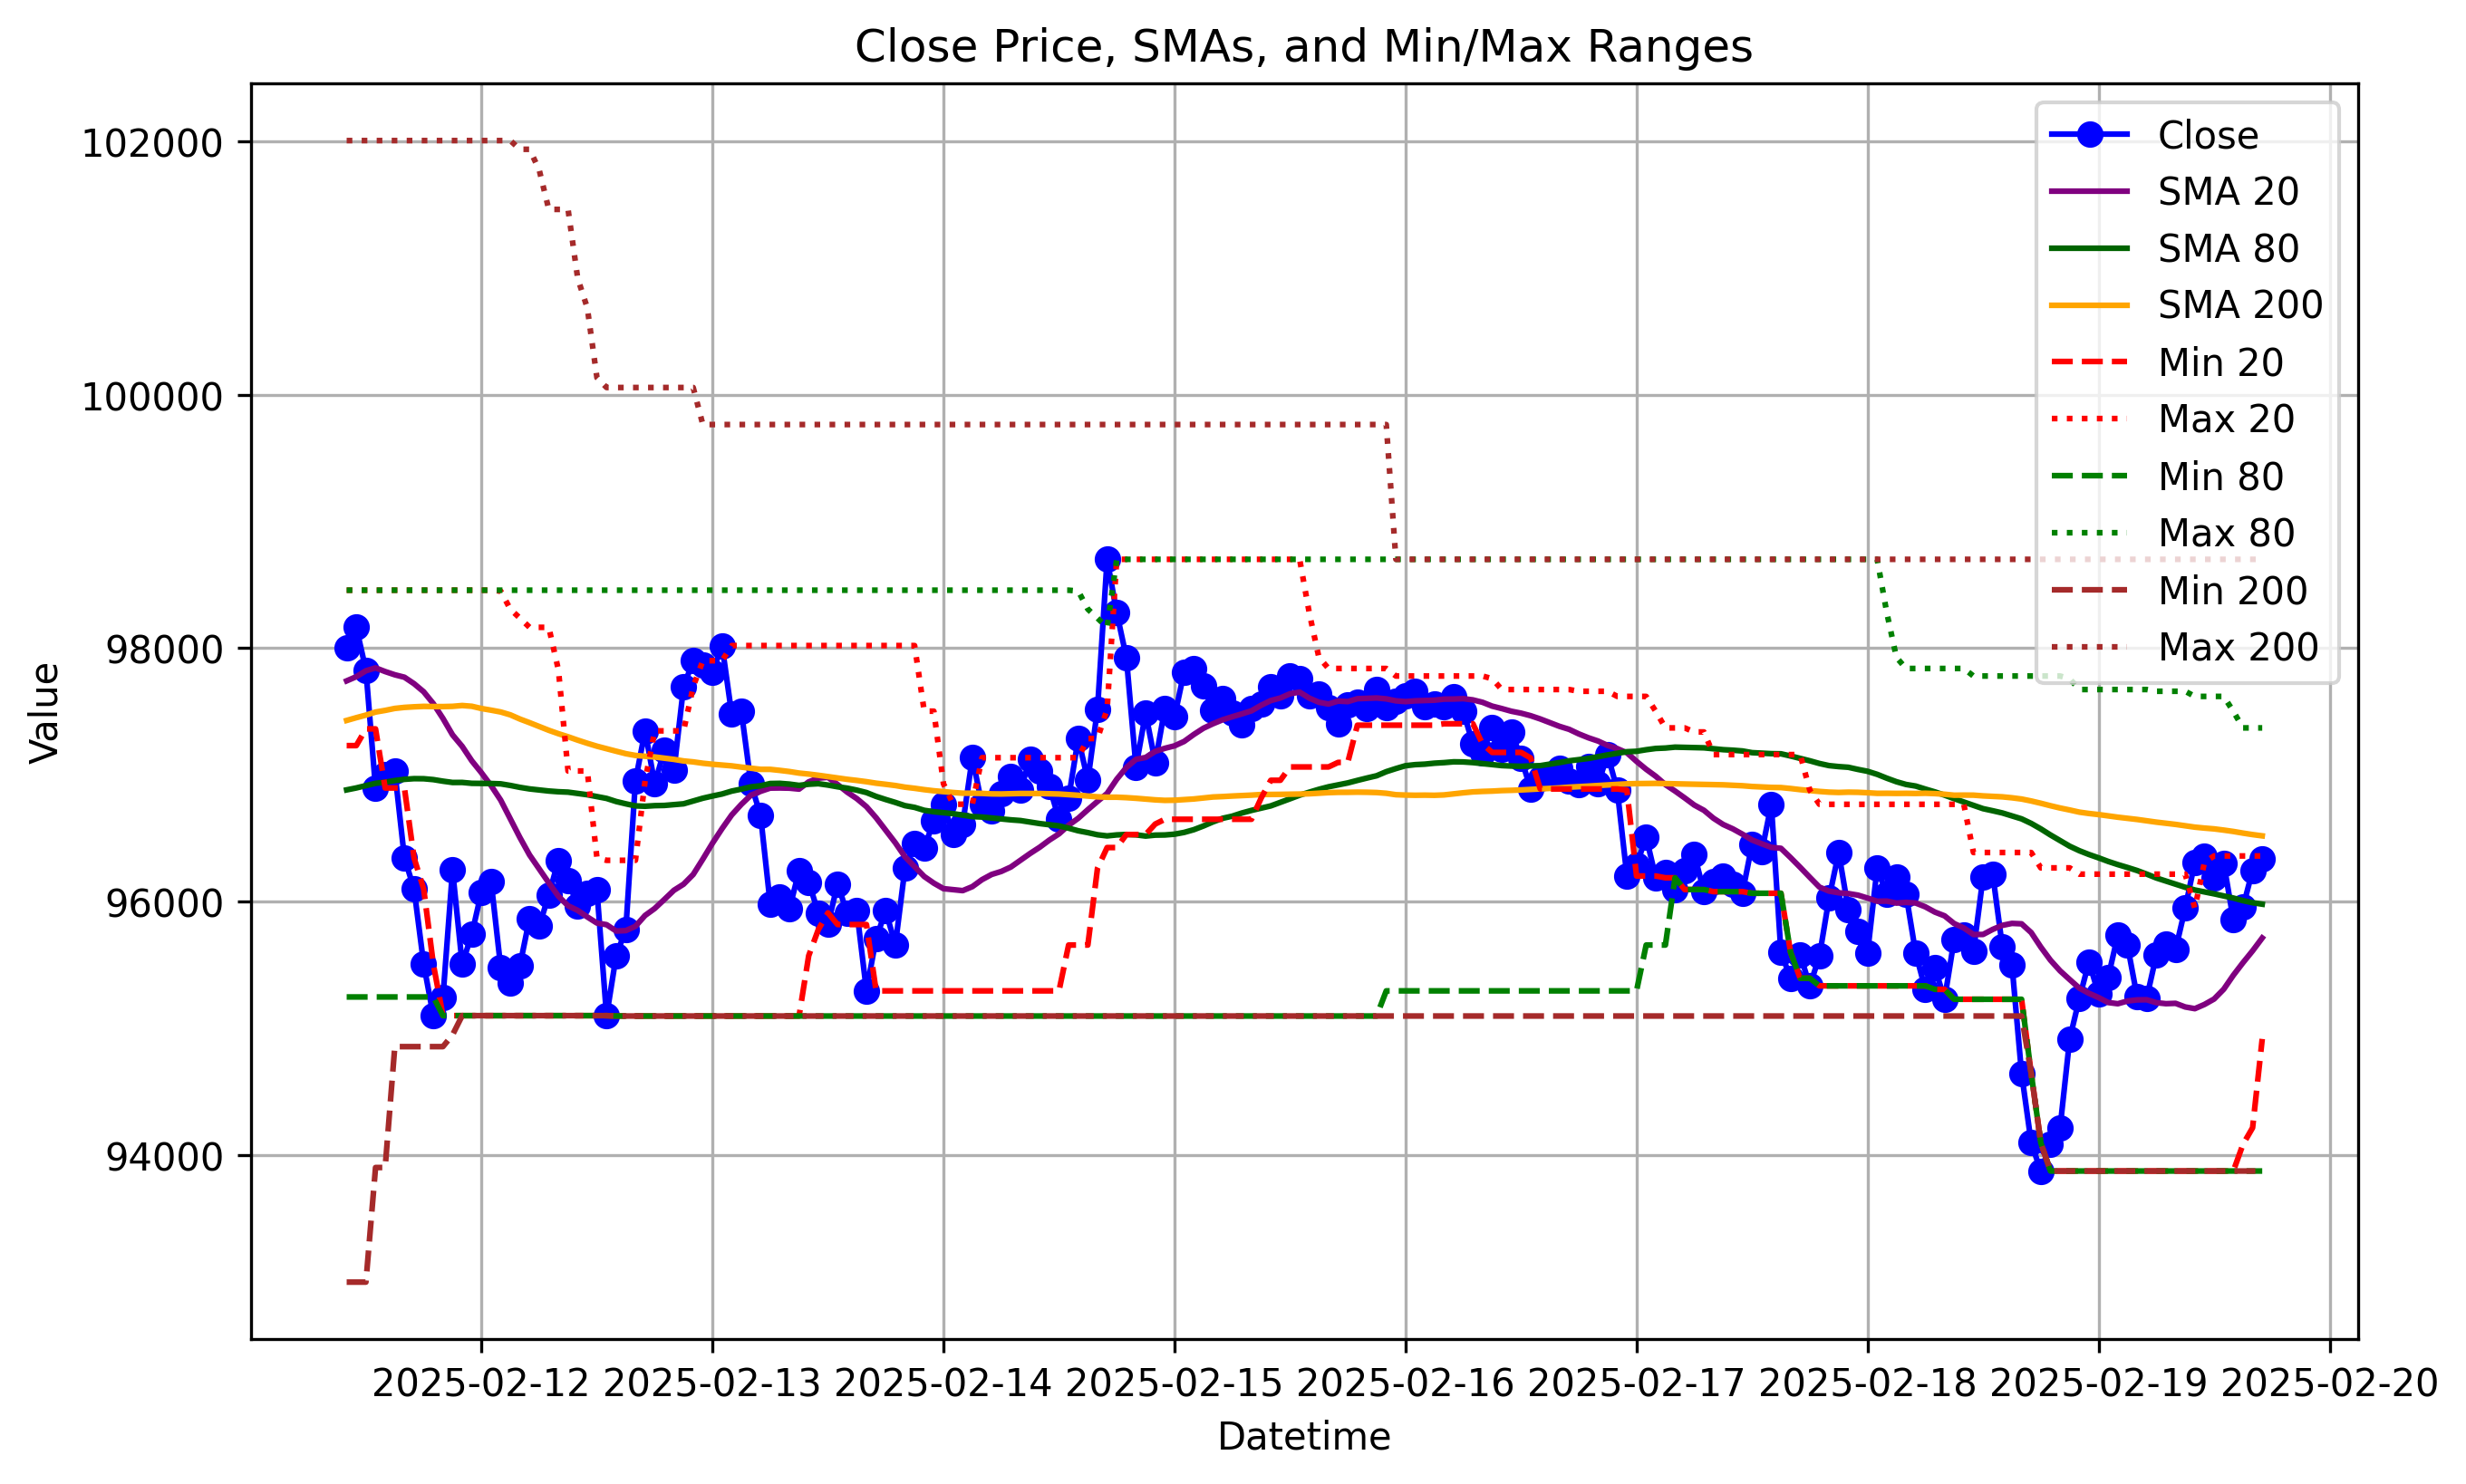 Close Price, SMAs, and Min/Max Ranges
102000
100000
98000
96000
94000
Value
Close
SMA 20
SMA 80
SMA 200
Min 20
Max 20
Min 80
Max 80
Min 200
Max 200
2025-02-12 2025-02-13 2025-02-14 2025-02-15 2025-02-16 2025-02-17 2025-02-18 2025-02-19 2025-02-20
Datetime